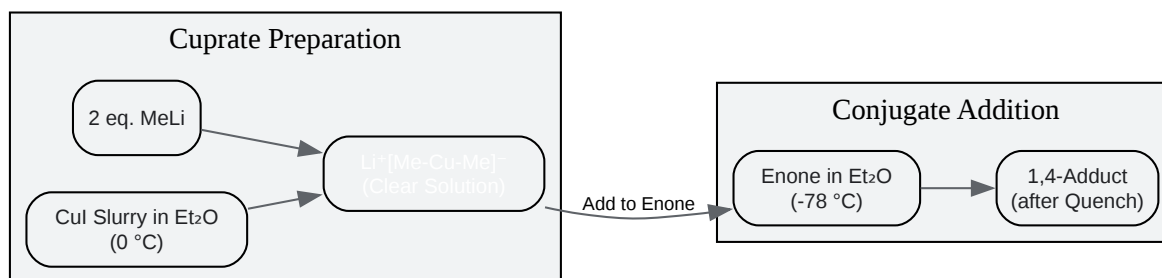 Cuprate Preparation
2 eq. MeLi
CuI Slurry in Et₂O
(0 °C)
Li⁺[Me-Cu-Me]⁻
(Clear Solution)
Add to Enone
Conjugate Addition
Enone in Et₂O
(-78 °C)
1,4-Adduct
(after Quench)